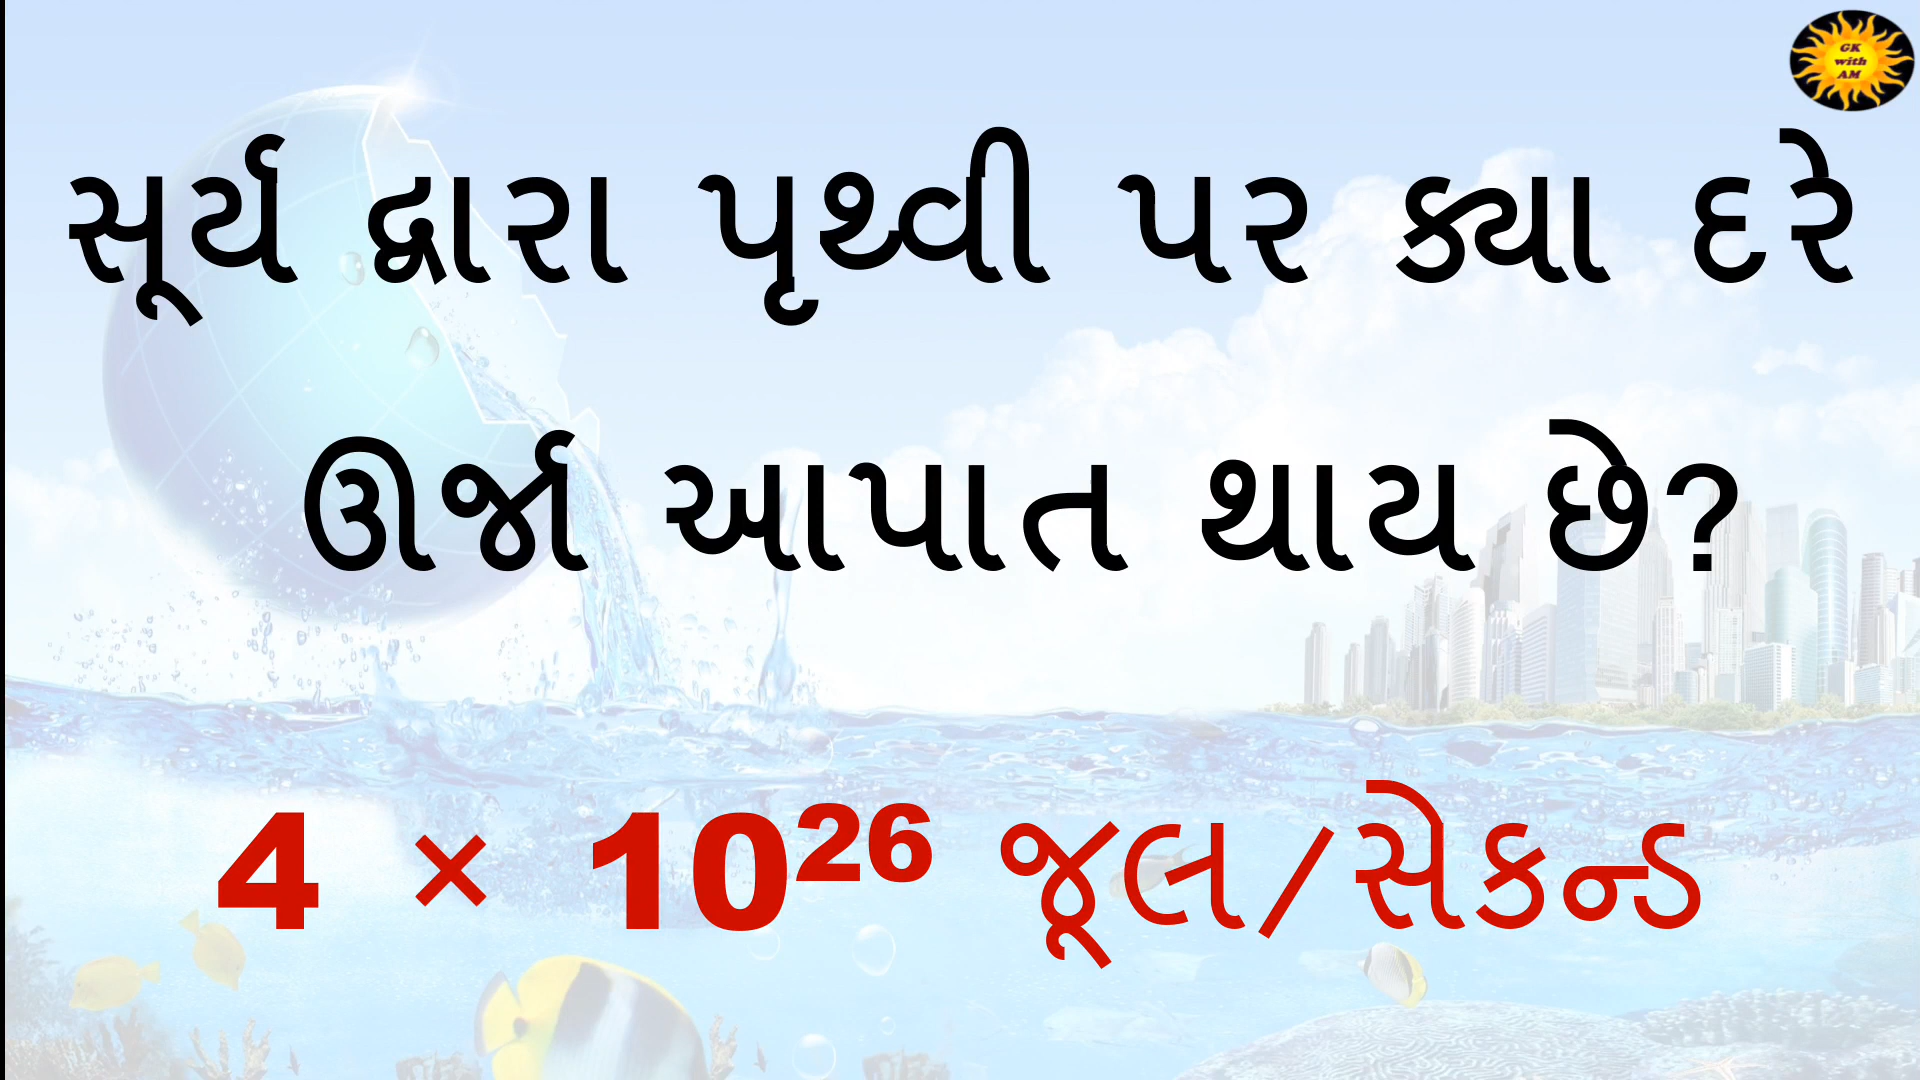 GK
with
AM
સૂર્ય દ્વારા પૃથ્વી પર ક્યા દરે
ઊર્જા આપાત થાય છે?
4 × 10²⁶ જૂલ/સેકન્ડ